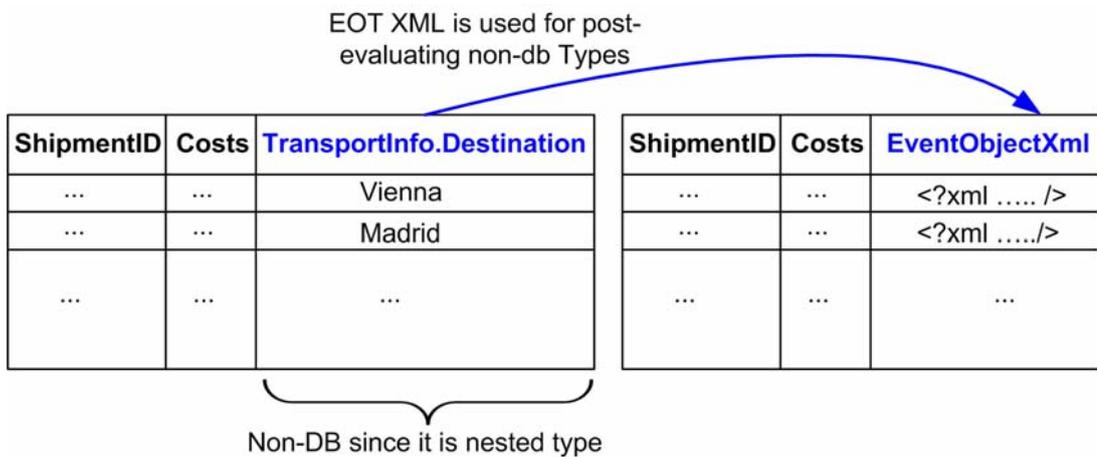 EOT XML is used for post-
evaluating non-db Types
ShipmentID Costs TransportInfo.Destination ShipmentID Costs EventObjectXml
... ... Vienna ... ... <?xml ….. />
... ... Madrid ... ... <?xml …../>
... ... ... ... ... ...
Non-DB since it is nested type